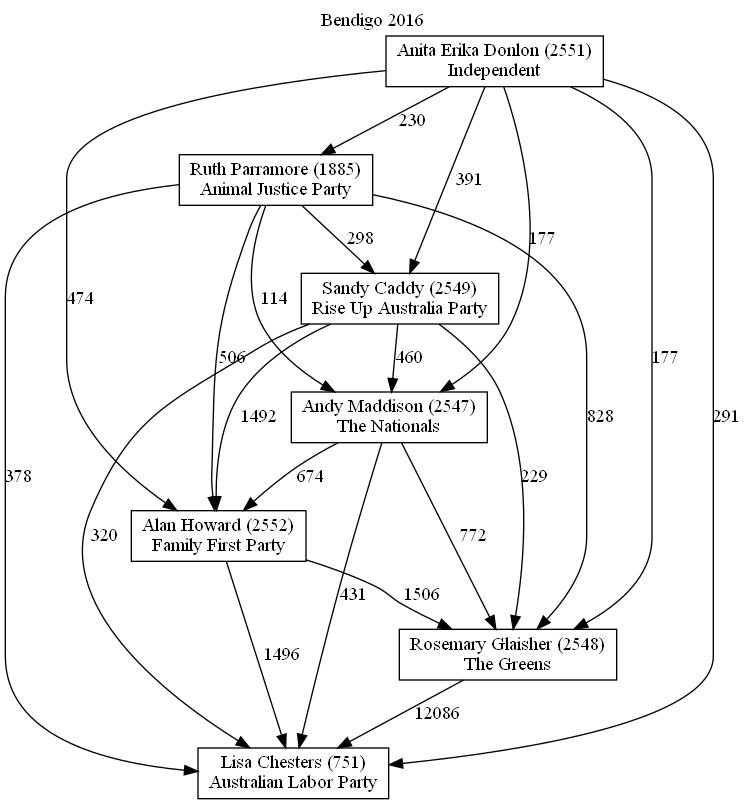 Bendigo 2016
Anita Erika Donlon (2551)
Independent
230
Ruth Parramore (1885)
Animal Justice Party
391
298
177
Sandy Caddy (2549)
Rise Up Australia Party
474
114
506
460
177
1492
Andy Maddison (2547)
The Nationals
828
291
378
674
229
Alan Howard (2552)
Family First Party
320
772
431
1506
Rosemary Glaisher (2548)
The Greens
1496
12086
Lisa Chesters (751)
Australian Labor Party